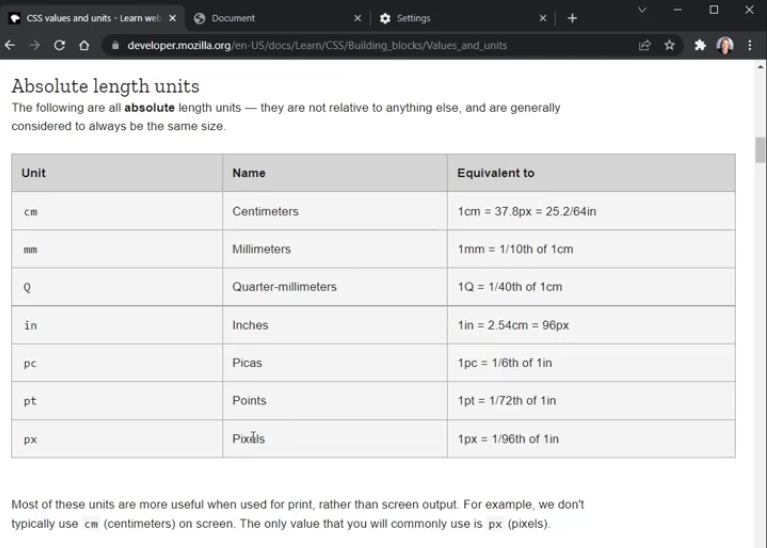 CSS values and units - Learn web
Document
Settings
developer.mozilla.org/en-US/docs/Learn/CSS/Building_blocks/Values_and_units
Absolute length units
The following are all absolute length units — they are not relative to anything else, and are generally
considered to always be the same size.
Unit Name Equivalent to
cm Centimeters 1cm = 37.8px = 25.2/64in
mm Millimeters 1mm = 1/10th of 1cm
Q Quarter-millimeters 1Q = 1/40th of 1cm
in Inches 1in = 2.54cm = 96px
pc Picas 1pc = 1/6th of 1in
pt Points 1pt = 1/72th of 1in
px Pixels 1px = 1/96th of 1in
Most of these units are more useful when used for print, rather than screen output. For example, we don't
typically use cm (centimeters) on screen. The only value that you will commonly use is px (pixels).